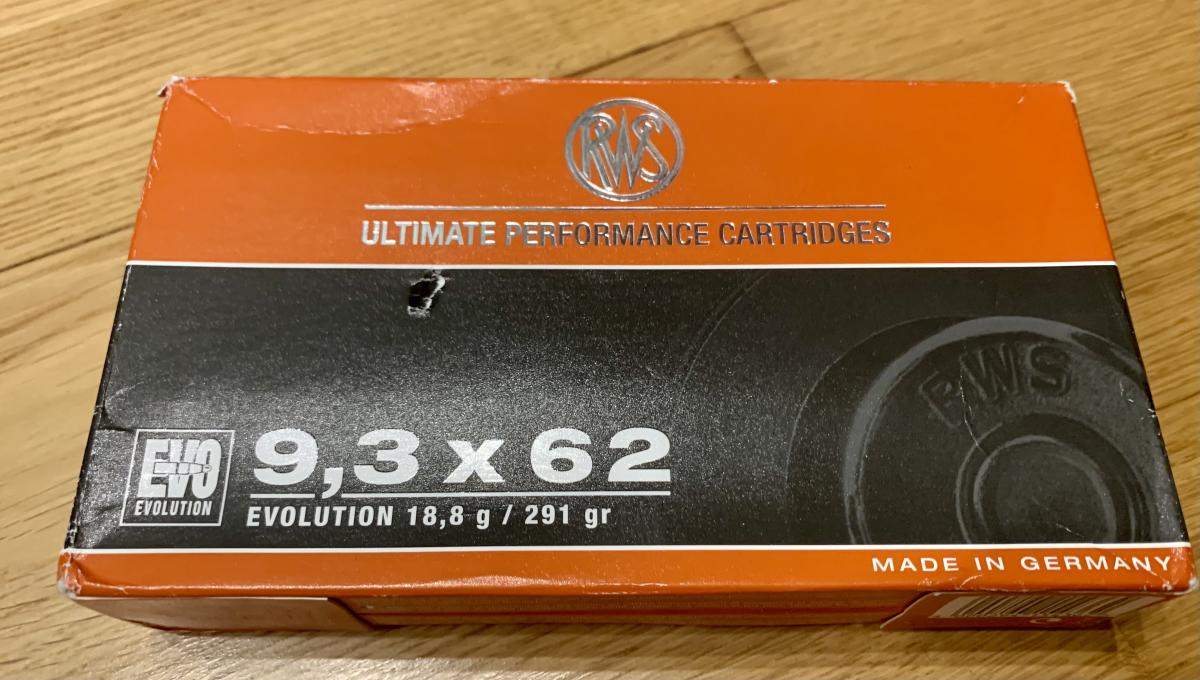 RWS
ULTIMATE PERFORMANCE CARTRIDGES
RWS
EVO
EVOLUTION
9,3 x 62
EVOLUTION 18,8 g / 291 gr
MADE IN GERMANY